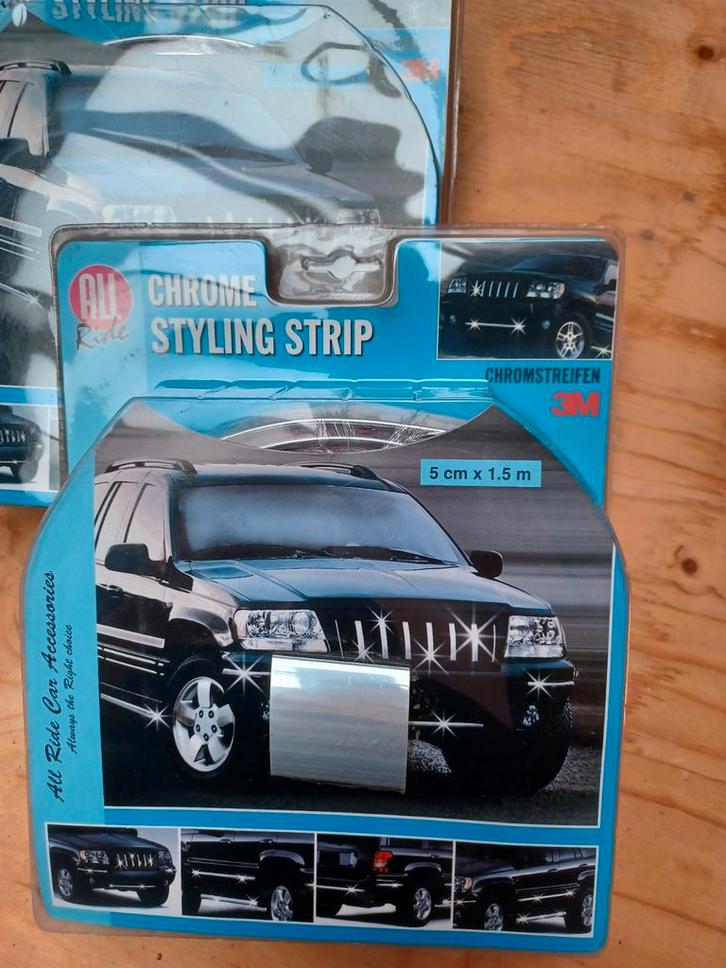 STYLING STRIP
3M
ALL
Ride
CHROME
STYLING STRIP
CHROMSTREIFEN
3M
5 cm x 1.5 m
All Ride Car Accessories
Always the Right choice